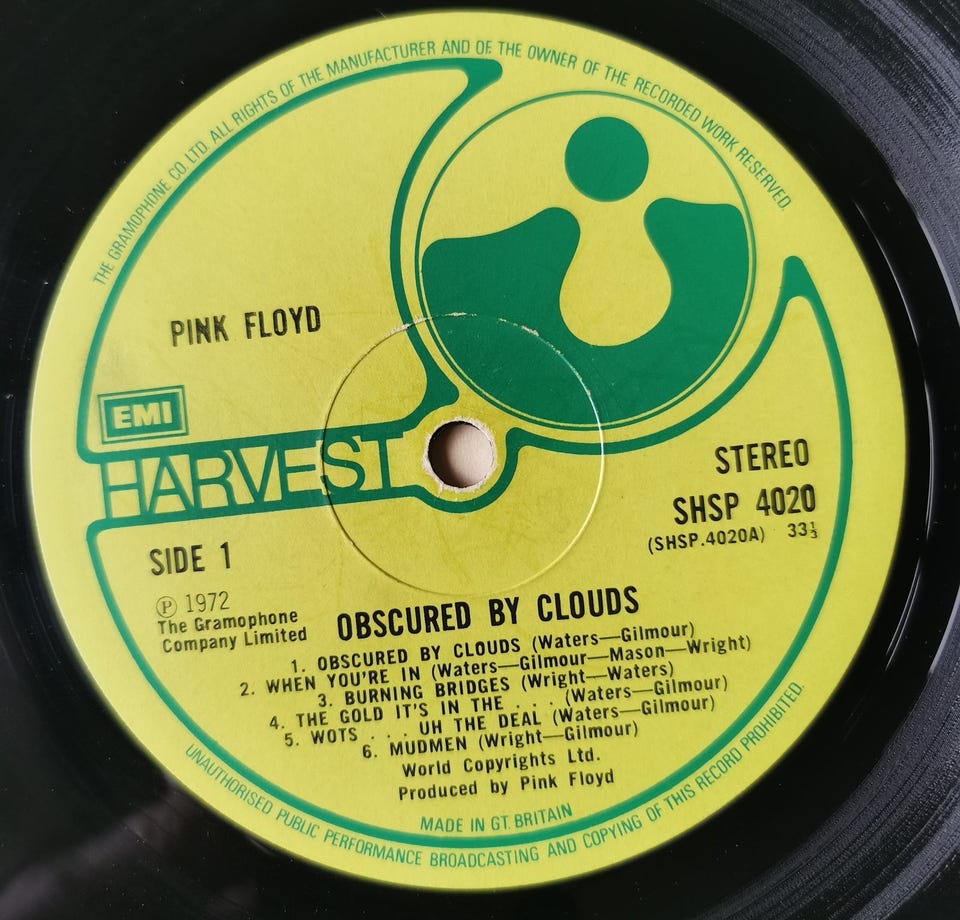 THE GRAMOPHONE CO. LTD. ALL RIGHTS OF THE MANUFACTURER AND OF THE OWNER OF THE RECORDED WORK RESERVED.
PINK FLOYD
EMI
HARVEST
STEREO
SHSP 4020
(SHSP.4020A) 33⅓
SIDE 1
Ⓟ 1972
The Gramophone
Company Limited
OBSCURED BY CLOUDS
1. OBSCURED BY CLOUDS (Waters—Gilmour)
2. WHEN YOU'RE IN (Waters—Gilmour—Mason—Wright)
3. BURNING BRIDGES (Wright—Waters)
4. THE GOLD IT'S IN THE . . . (Waters—Gilmour)
5. WOTS . . . UH THE DEAL (Waters—Gilmour)
6. MUDMEN (Wright—Gilmour)
World Copyrights Ltd.
Produced by Pink Floyd
MADE IN GT. BRITAIN
UNAUTHORISED PUBLIC PERFORMANCE BROADCASTING AND COPYING OF THIS RECORD PROHIBITED.